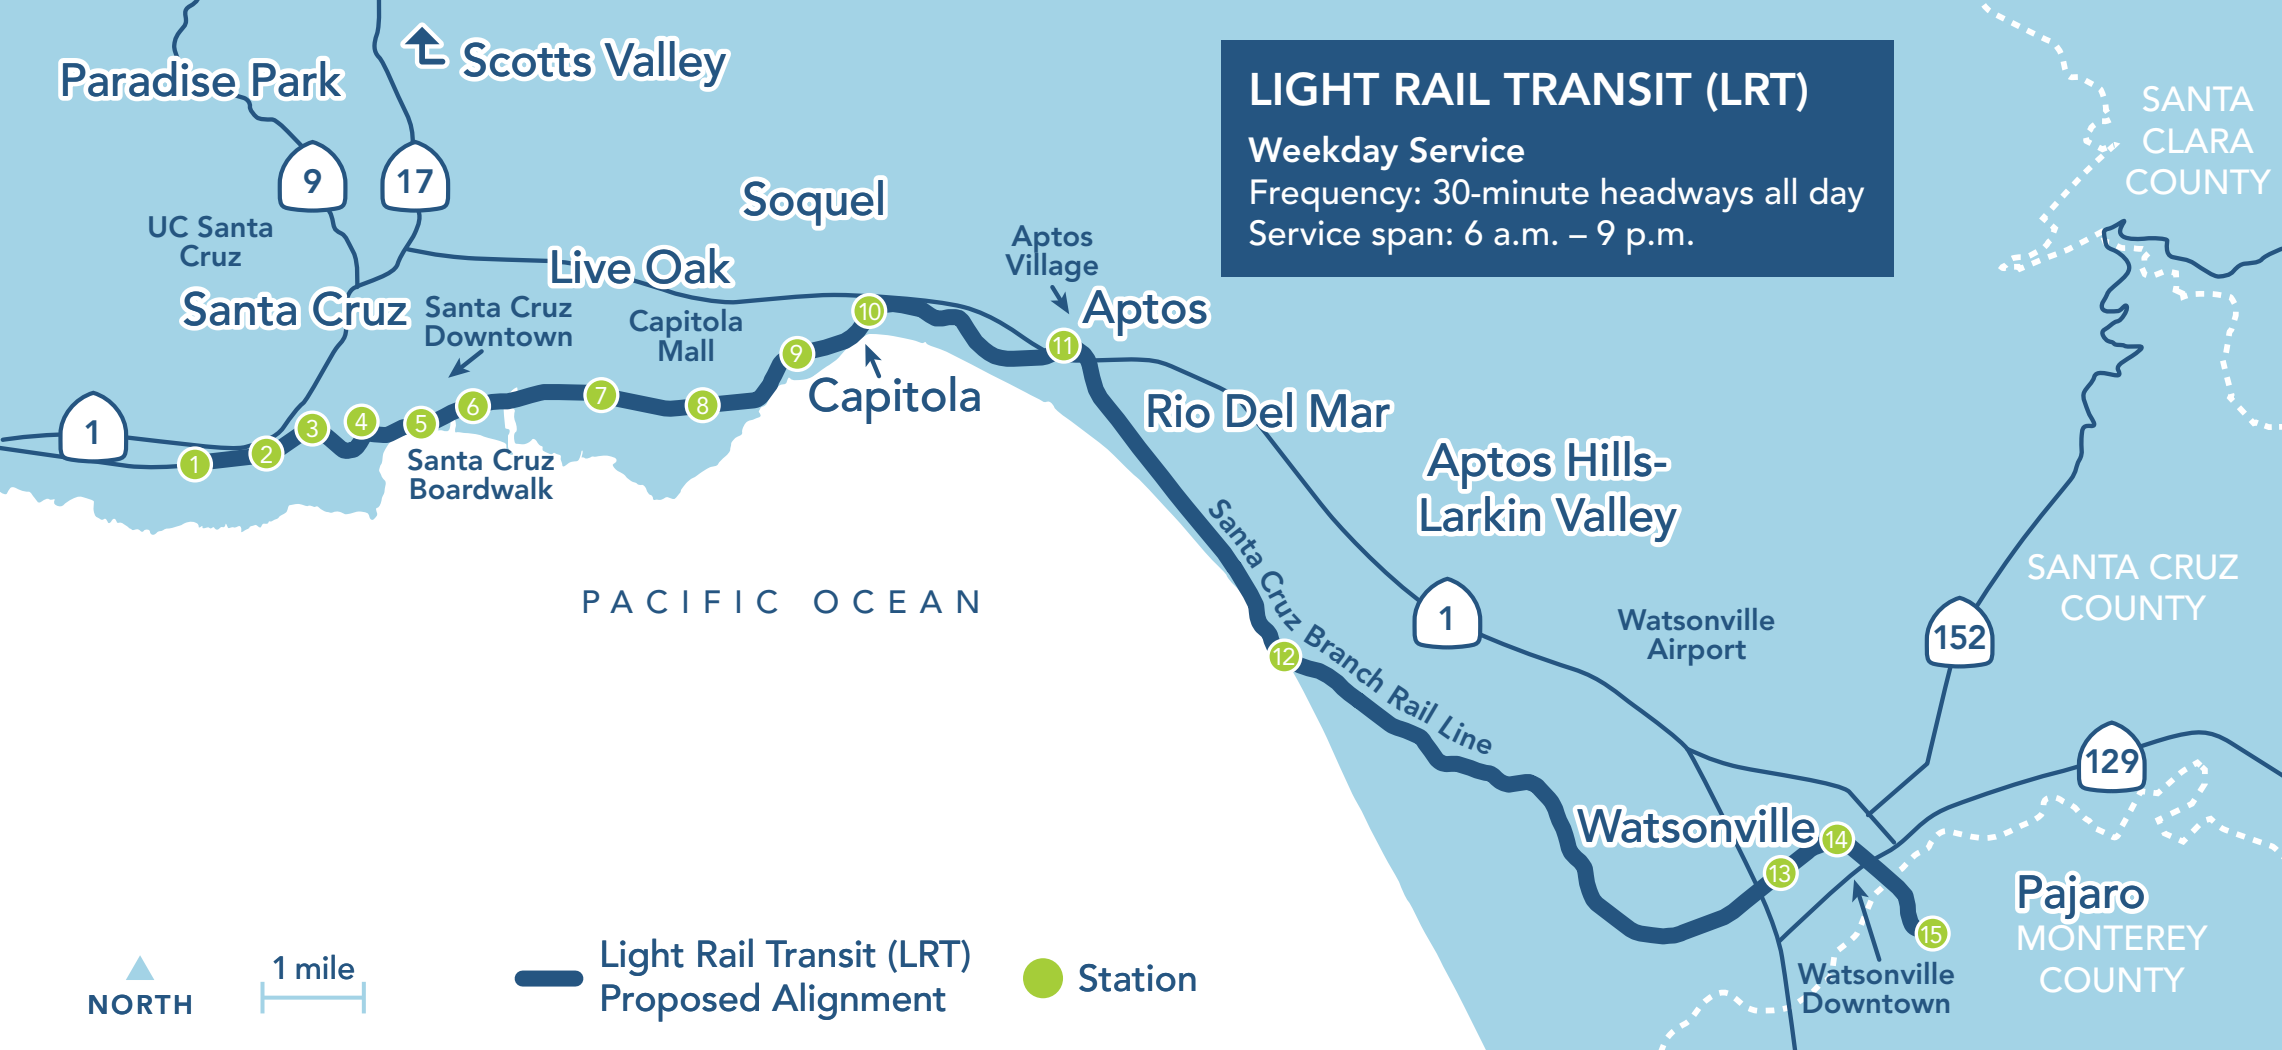 Paradise Park
Scotts Valley
9
17
UC Santa
Cruz
Santa Cruz
Santa Cruz
Downtown
Live Oak
Soquel
Capitola
Mall
Aptos
Village
Aptos
LIGHT RAIL TRANSIT (LRT)
Weekday Service
Frequency: 30-minute headways all day
Service span: 6 a.m. – 9 p.m.
SANTA
CLARA
COUNTY
1
1
2
3
4
5
6
7
8
9
10
11
Santa Cruz
Boardwalk
Capitola
Rio Del Mar
Aptos Hills-
Larkin Valley
PACIFIC OCEAN
Santa Cruz Branch Rail Line
12
1
Watsonville
Airport
152
SANTA CRUZ
COUNTY
129
Watsonville
13
14
15
Pajaro
MONTEREY
COUNTY
Watsonville
Downtown
NORTH
1 mile
Light Rail Transit (LRT)
Proposed Alignment
Station